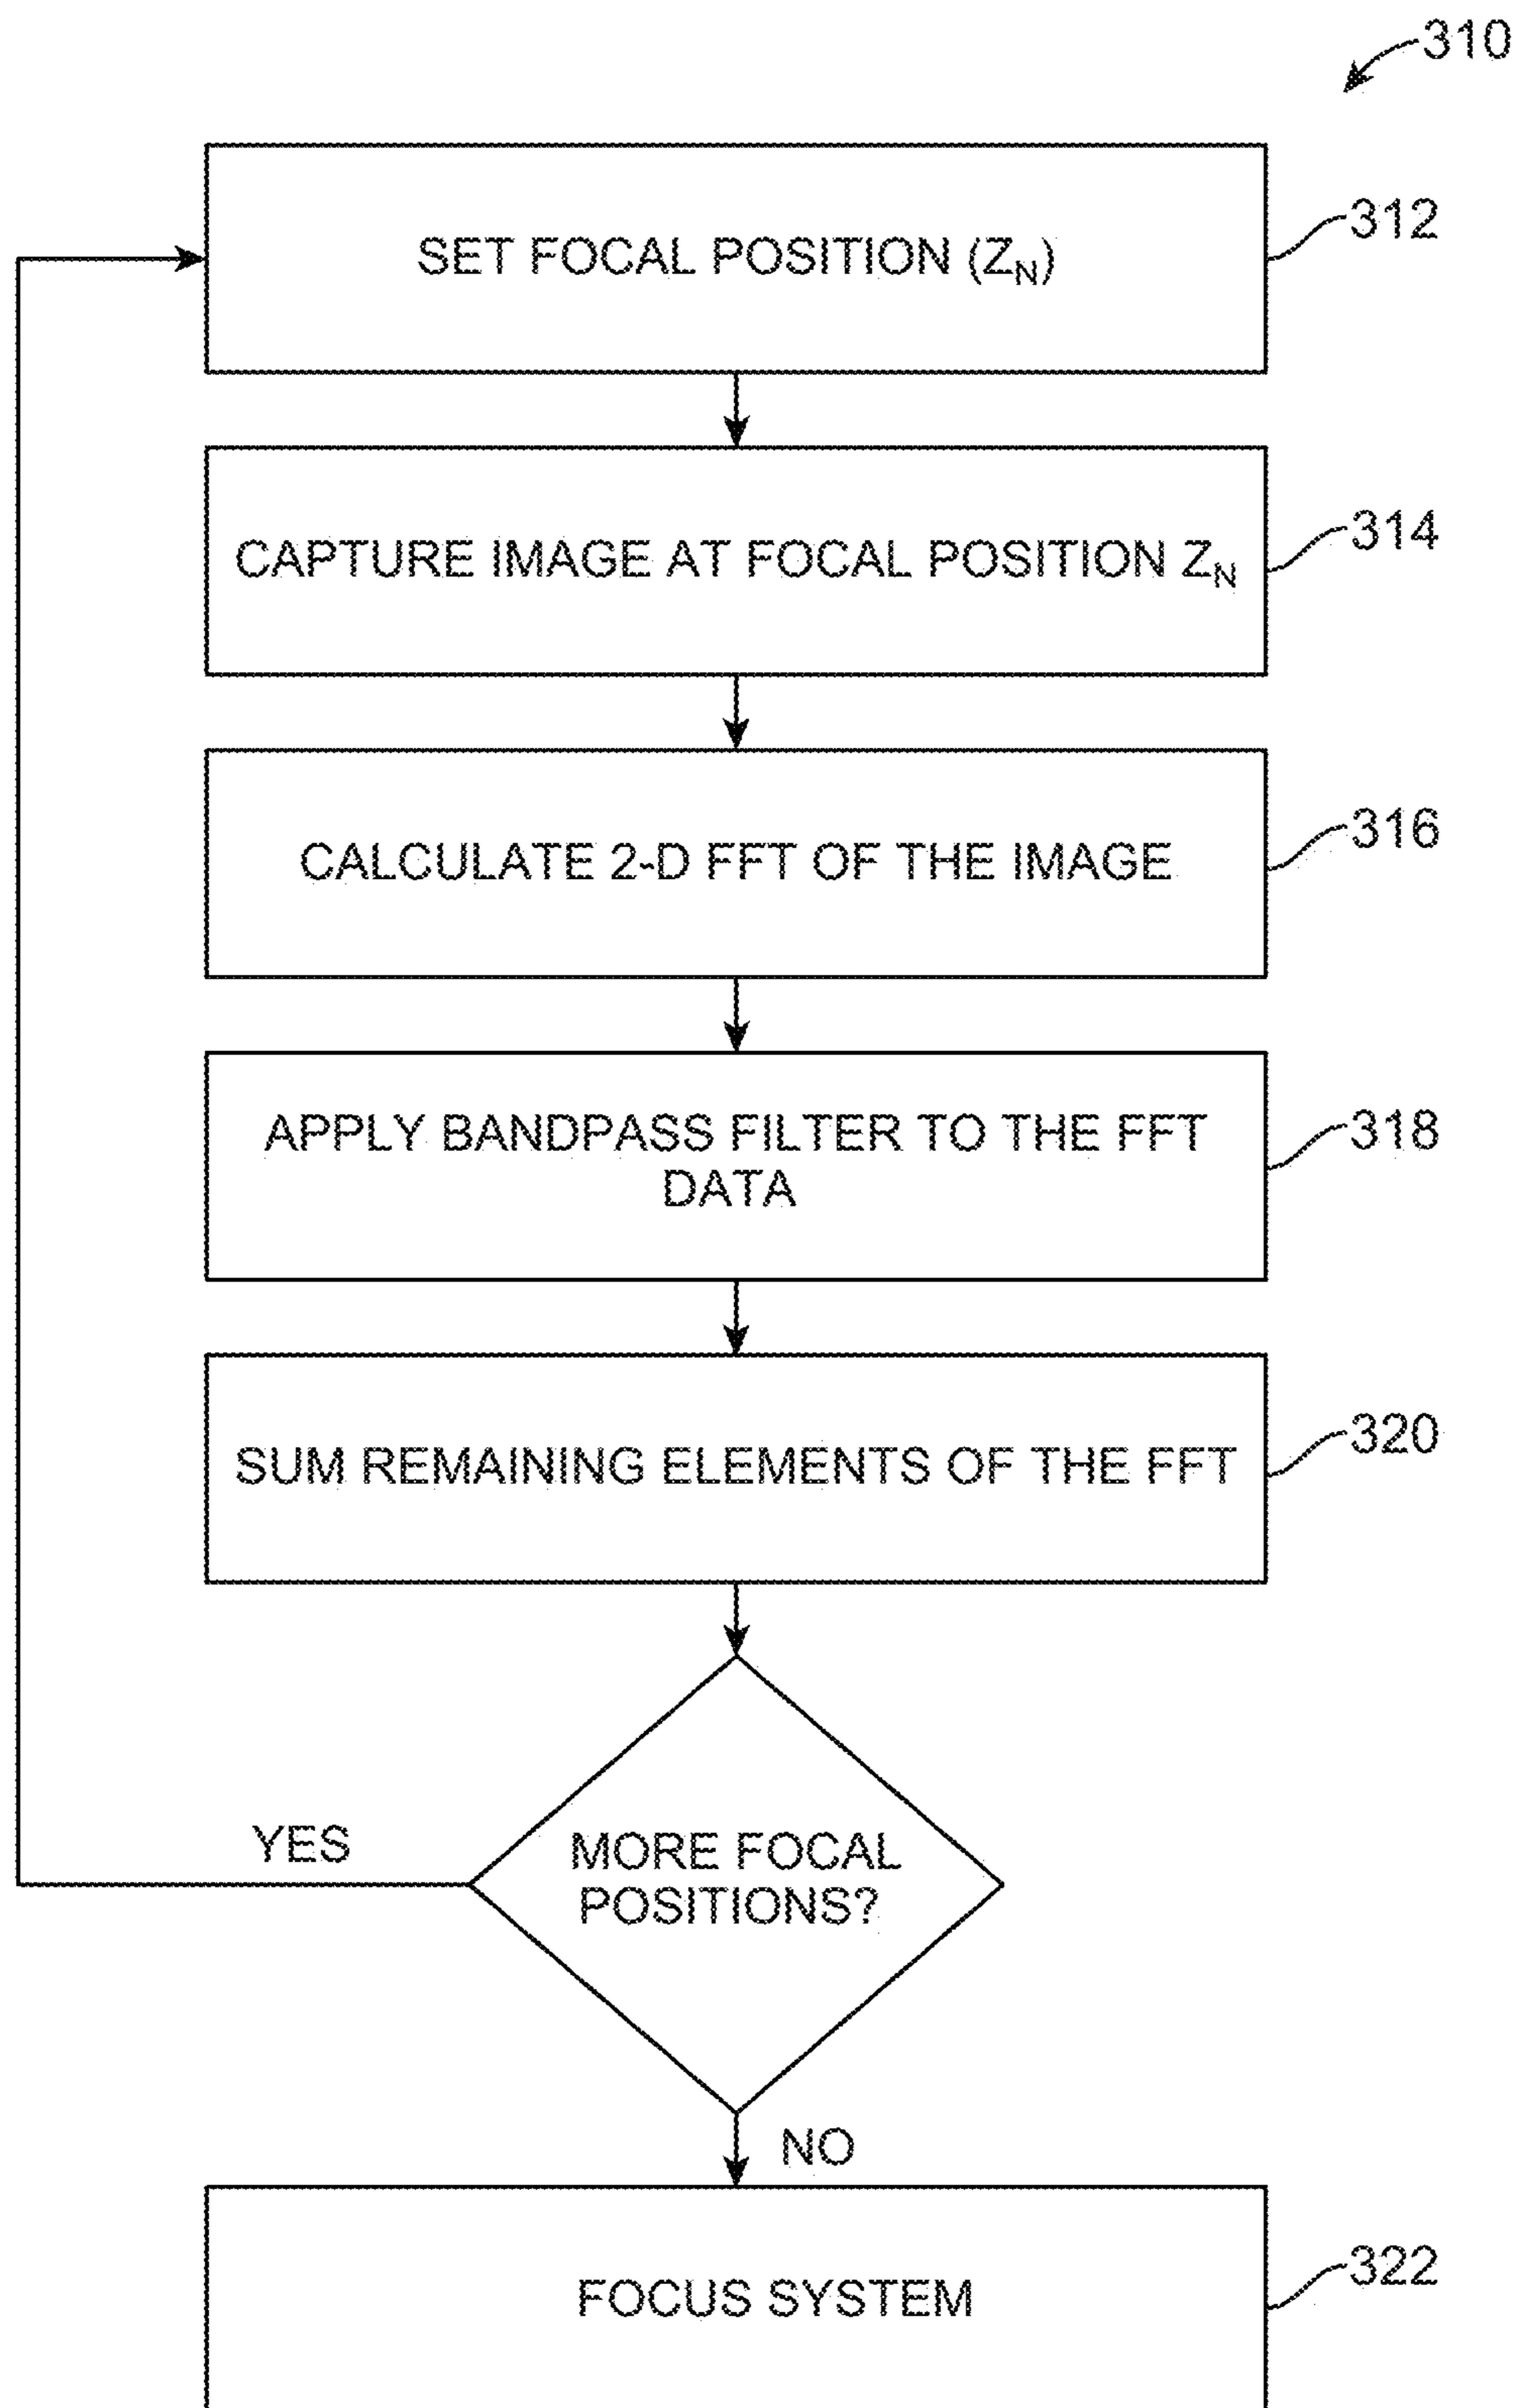 310
SET FOCAL POSITION (Z_N)
312
CAPTURE IMAGE AT FOCAL POSITION Z_N
314
CALCULATE 2-D FFT OF THE IMAGE
316
APPLY BANDPASS FILTER TO THE FFT
DATA
318
SUM REMAINING ELEMENTS OF THE FFT
320
MORE FOCAL
POSITIONS?
YES
NO
FOCUS SYSTEM
322